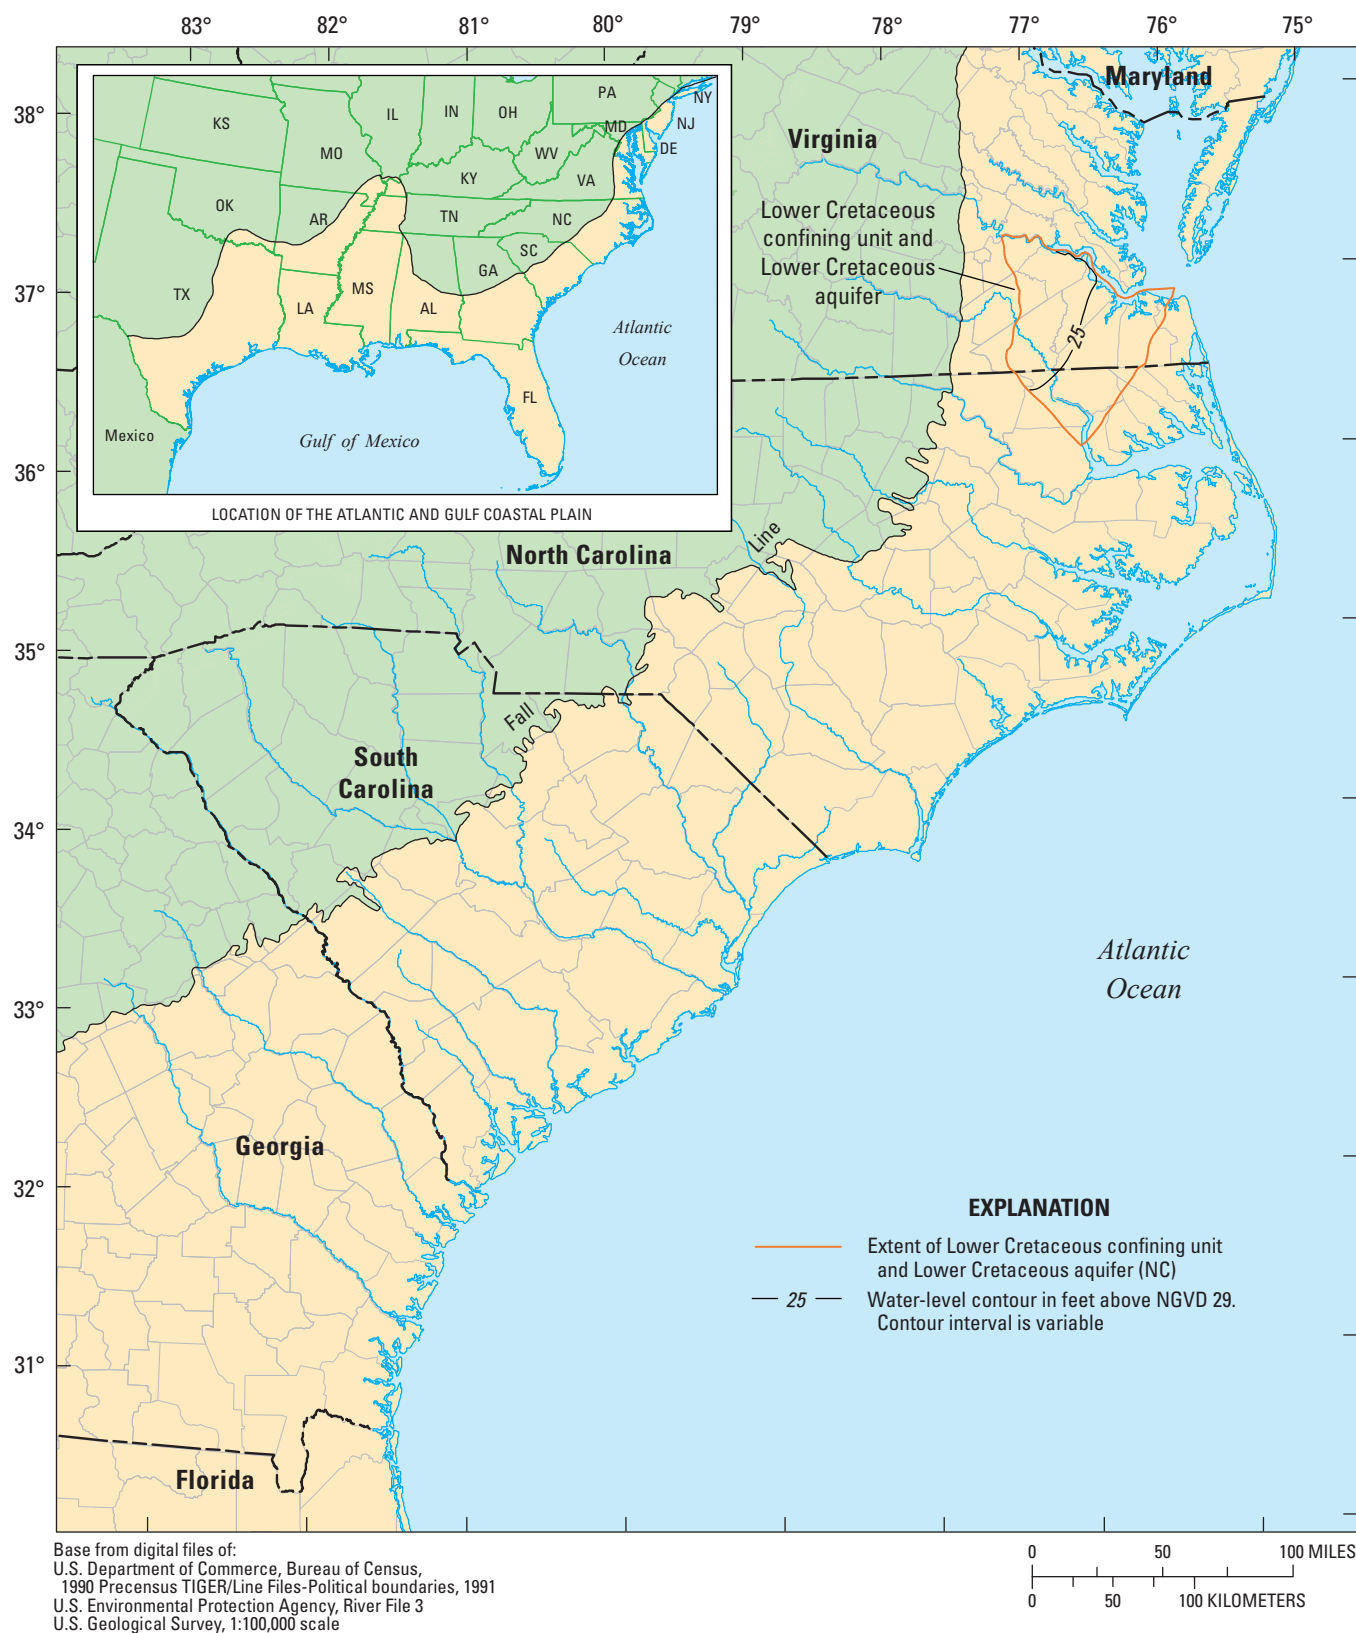 83°
82°
81°
80°
79°
78°
77°
76°
75°
38°
37°
36°
35°
34°
33°
32°
31°
KS
MO
IL
IN
OH
PA
NY
NJ
MD
DE
WV
VA
KY
OK
AR
TN
NC
SC
GA
TX
LA
MS
AL
FL
Mexico
Gulf of Mexico
Atlantic
Ocean
LOCATION OF THE ATLANTIC AND GULF COASTAL PLAIN
Maryland
Virginia
Lower Cretaceous
confining unit and
Lower Cretaceous
aquifer
25
North Carolina
Fall
Line
South
Carolina
Georgia
Florida
Atlantic
Ocean
EXPLANATION
Extent of Lower Cretaceous confining unit
and Lower Cretaceous aquifer (NC)
25
Water-level contour in feet above NGVD 29.
Contour interval is variable
Base from digital files of:
U.S. Department of Commerce, Bureau of Census,
1990 Precensus TIGER/Line Files-Political boundaries, 1991
U.S. Environmental Protection Agency, River File 3
U.S. Geological Survey, 1:100,000 scale
0 50 100 MILES
0 50 100 KILOMETERS